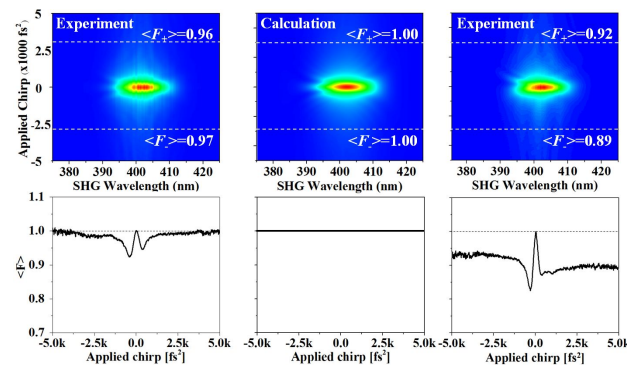 Experiment
<F+>=0.96
<F>=0.97
5
2.5
0
-2.5
-5
Applied Chirp (x1000 fs²)
380 390 400 410 420
SHG Wavelength (nm)
Calculation
<F+>=1.00
<F->=1.00
380 390 400 410 420
SHG Wavelength (nm)
Experiment
<F+>=0.92
<F>=0.89
380 390 400 410 420
SHG Wavelength (nm)
1.1
1.0
0.9
0.8
0.7
<F>
-5.0k -2.5k 0.0 2.5k 5.0k
Applied chirp [fs²]
-5.0k -2.5k 0.0 2.5k 5.0k
Applied chirp [fs²]
-5.0k -2.5k 0.0 2.5k 5.0k
Applied chirp [fs²]